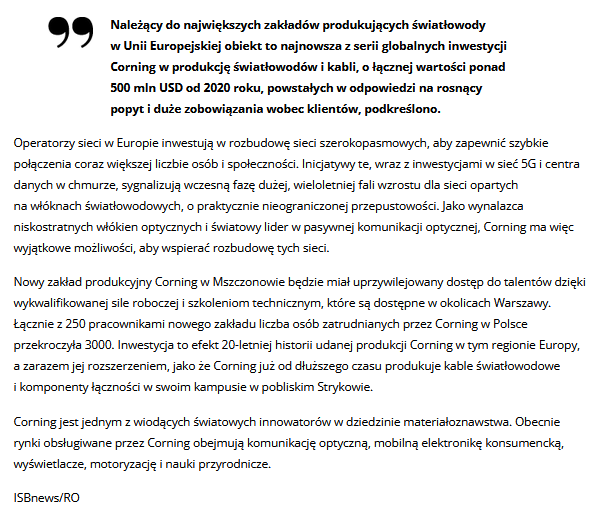 Należący do największych zakładów produkujących światłowody
w Unii Europejskiej obiekt to najnowsza z serii globalnych inwestycji
Corning w produkcję światłowodów i kabli, o łącznej wartości ponad
500 mln USD od 2020 roku, powstałych w odpowiedzi na rosnący
popyt i duże zobowiązania wobec klientów, podkreślono.
Operatorzy sieci w Europie inwestują w rozbudowę sieci szerokopasmowych, aby zapewnić szybkie
połączenia coraz większej liczbie osób i społeczności. Inicjatywy te, wraz z inwestycjami w sieć 5G i centra
danych w chmurze, sygnalizują wczesną fazę dużej, wieloletniej fali wzrostu dla sieci opartych
na włóknach światłowodowych, o praktycznie nieograniczonej przepustowości. Jako wynalazca
niskostratnych włókien optycznych i światowy lider w pasywnej komunikacji optycznej, Corning ma więc
wyjątkowe możliwości, aby wspierać rozbudowę tych sieci.
Nowy zakład produkcyjny Corning w Mszczonowie będzie miał uprzywilejowany dostęp do talentów dzięki
wykwalifikowanej sile roboczej i szkoleniom technicznym, które są dostępne w okolicach Warszawy.
Łącznie z 250 pracownikami nowego zakładu liczba osób zatrudnianych przez Corning w Polsce
przekroczyła 3000. Inwestycja to efekt 20-letniej historii udanej produkcji Corning w tym regionie Europy,
a zarazem jej rozszerzeniem, jako że Corning już od dłuższego czasu produkuje kable światłowodowe
i komponenty łączności w swoim kampusie w pobliskim Strykowie.
Corning jest jednym z wiodących światowych innowatorów w dziedzinie materiałoznawstwa. Obecnie
rynki obsługiwane przez Corning obejmują komunikację optyczną, mobilną elektronikę konsumencką,
wyświetlacze, motoryzację i nauki przyrodnicze.
ISBnews/RO